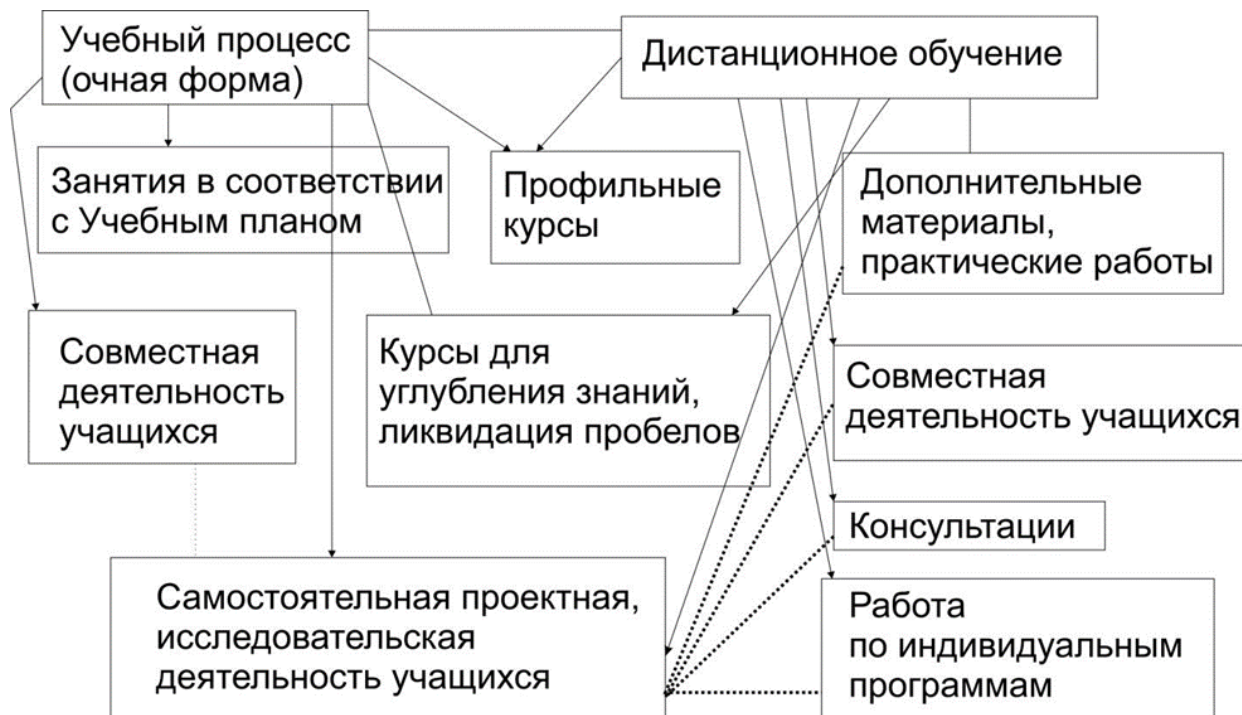 Учебный процесс
(очная форма)
Дистанционное обучение
Занятия в соответствии
с Учебным планом
Профильные
курсы
Дополнительные
материалы,
практические работы
Совместная
деятельность
учащихся
Курсы для
углубления знаний,
ликвидация пробелов
Совместная
деятельность учащихся
Консультации
Самостоятельная проектная,
исследовательская
деятельность учащихся
Работа
по индивидуальным
программам